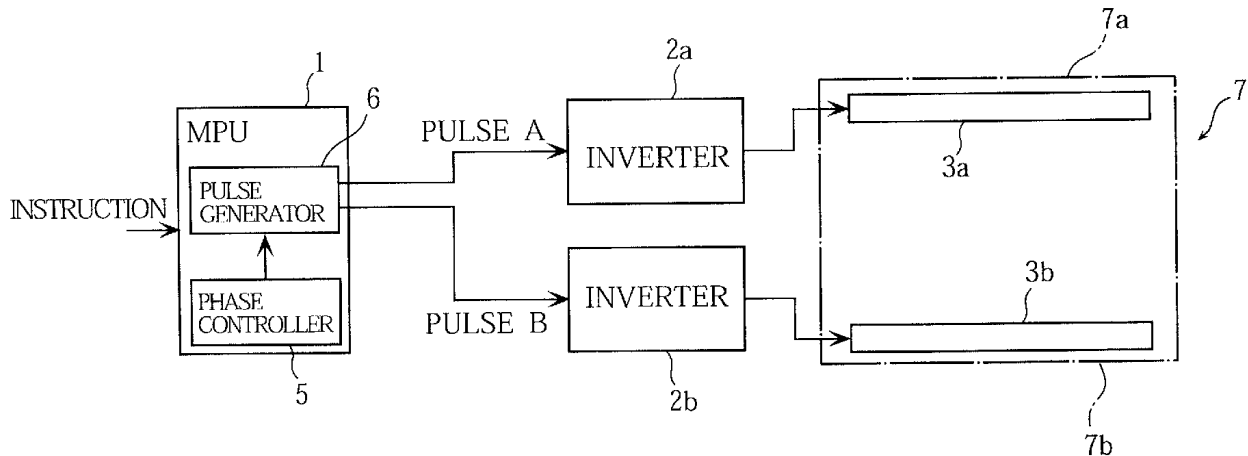 1
MPU
6
PULSE
GENERATOR
INSTRUCTION
PHASE
CONTROLLER
5
PULSE A
PULSE B
2a
INVERTER
INVERTER
2b
7a
7
3a
3b
7b